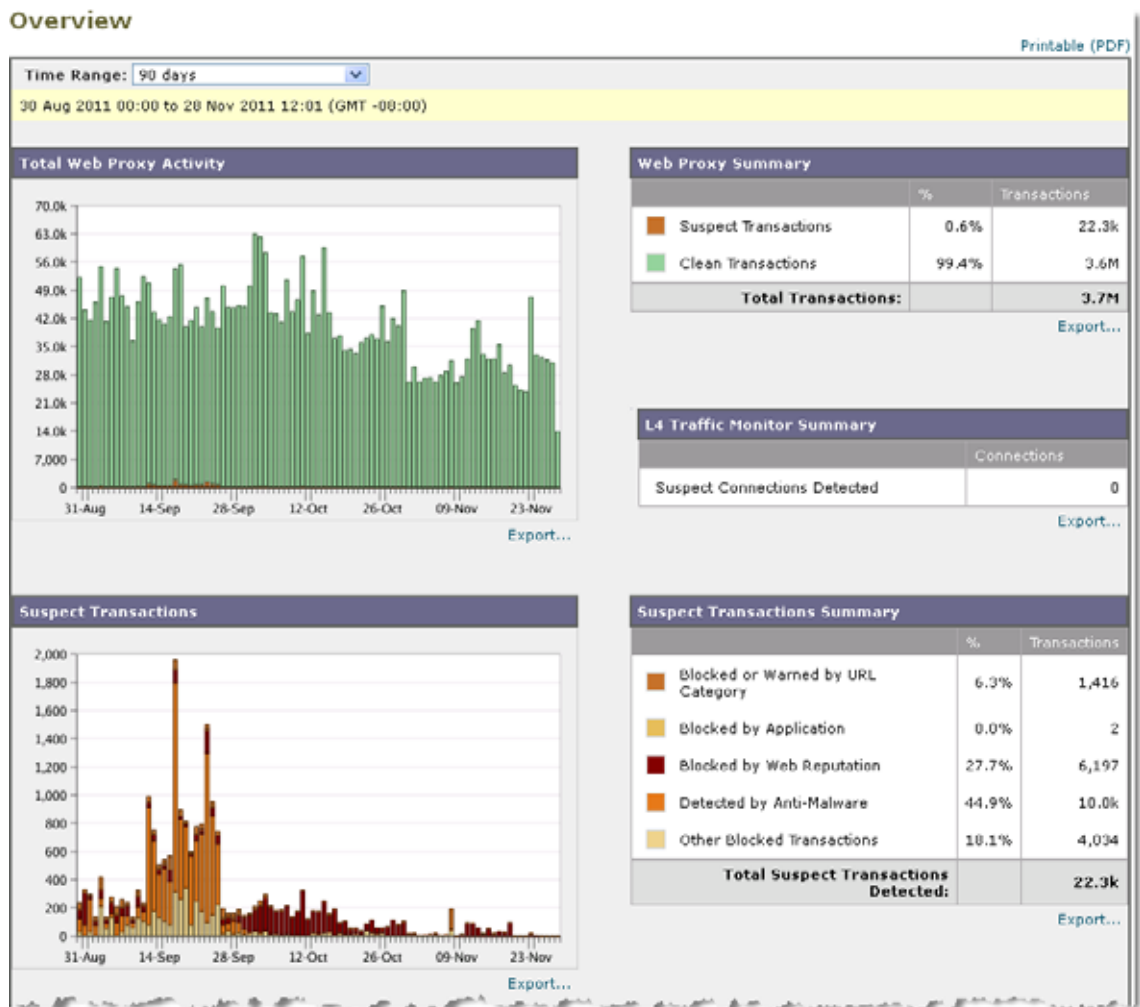 Overview
Printable (PDF)
Time Range: 90 days
30 Aug 2011 00:00 to 28 Nov 2011 12:01 (GMT -08:00)
Total Web Proxy Activity
70.0k
63.0k
56.0k
49.0k
42.0k
35.0k
28.0k
21.0k
14.0k
7,000
0
31-Aug 14-Sep 28-Sep 12-Oct 26-Oct 09-Nov 23-Nov
Export...
Web Proxy Summary
% Transactions
Suspect Transactions 0.6% 22.3k
Clean Transactions 99.4% 3.6M
Total Transactions: 3.7M
Export...
L4 Traffic Monitor Summary
Connections
Suspect Connections Detected 0
Export...
Suspect Transactions
2,000
1,800
1,600
1,400
1,200
1,000
800
600
400
200
0
31-Aug 14-Sep 28-Sep 12-Oct 26-Oct 09-Nov 23-Nov
Export...
Suspect Transactions Summary
% Transactions
Blocked or Warned by URL
Category 6.3% 1,416
Blocked by Application 0.0% 2
Blocked by Web Reputation 27.7% 6,197
Detected by Anti-Malware 44.9% 10.0k
Other Blocked Transactions 18.1% 4,034
Total Suspect Transactions
Detected: 22.3k
Export...